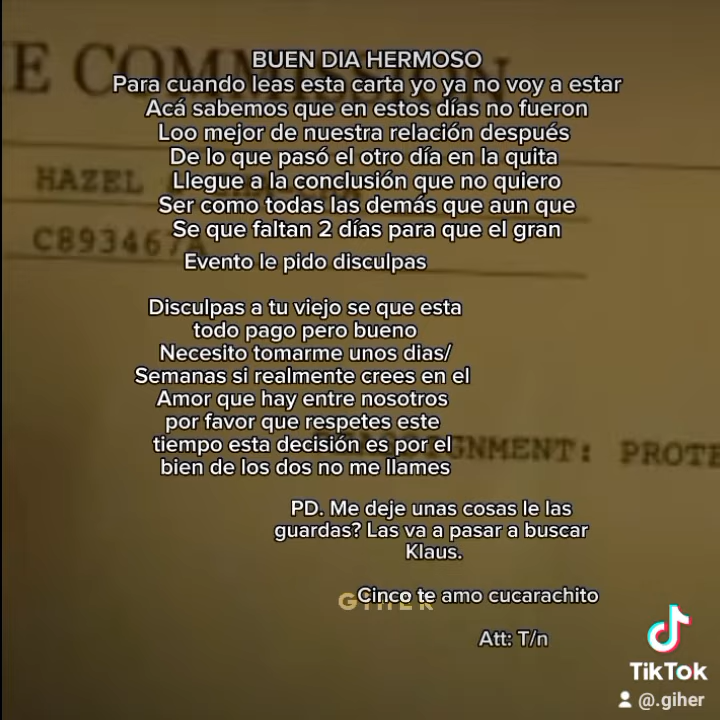 E COMMISSION
BUEN DIA HERMOSO
Para cuando leas esta carta yo ya no voy a estar
Acá sabemos que en estos días no fueron
Loo mejor de nuestra relación después
De lo que pasó el otro día en la quita
HAZEL
Llegue a la conclusión que no quiero
Ser como todas las demás que aun que
Se que faltan 2 días para que el gran
C893467A
Evento le pido disculpas
Disculpas a tu viejo se que esta
todo pago pero bueno
Necesito tomarme unos dias/
Semanas si realmente crees en el
Amor que hay entre nosotros
por favor que respetes este
tiempo esta decisión es por el
GNMENT: PROTE
bien de los dos no me llames
PD. Me deje unas cosas le las
guardas? Las va a pasar a buscar
Klaus.
GIHER
Cinco te amo cucarachito
Att: T/n
TikTok
@.giher